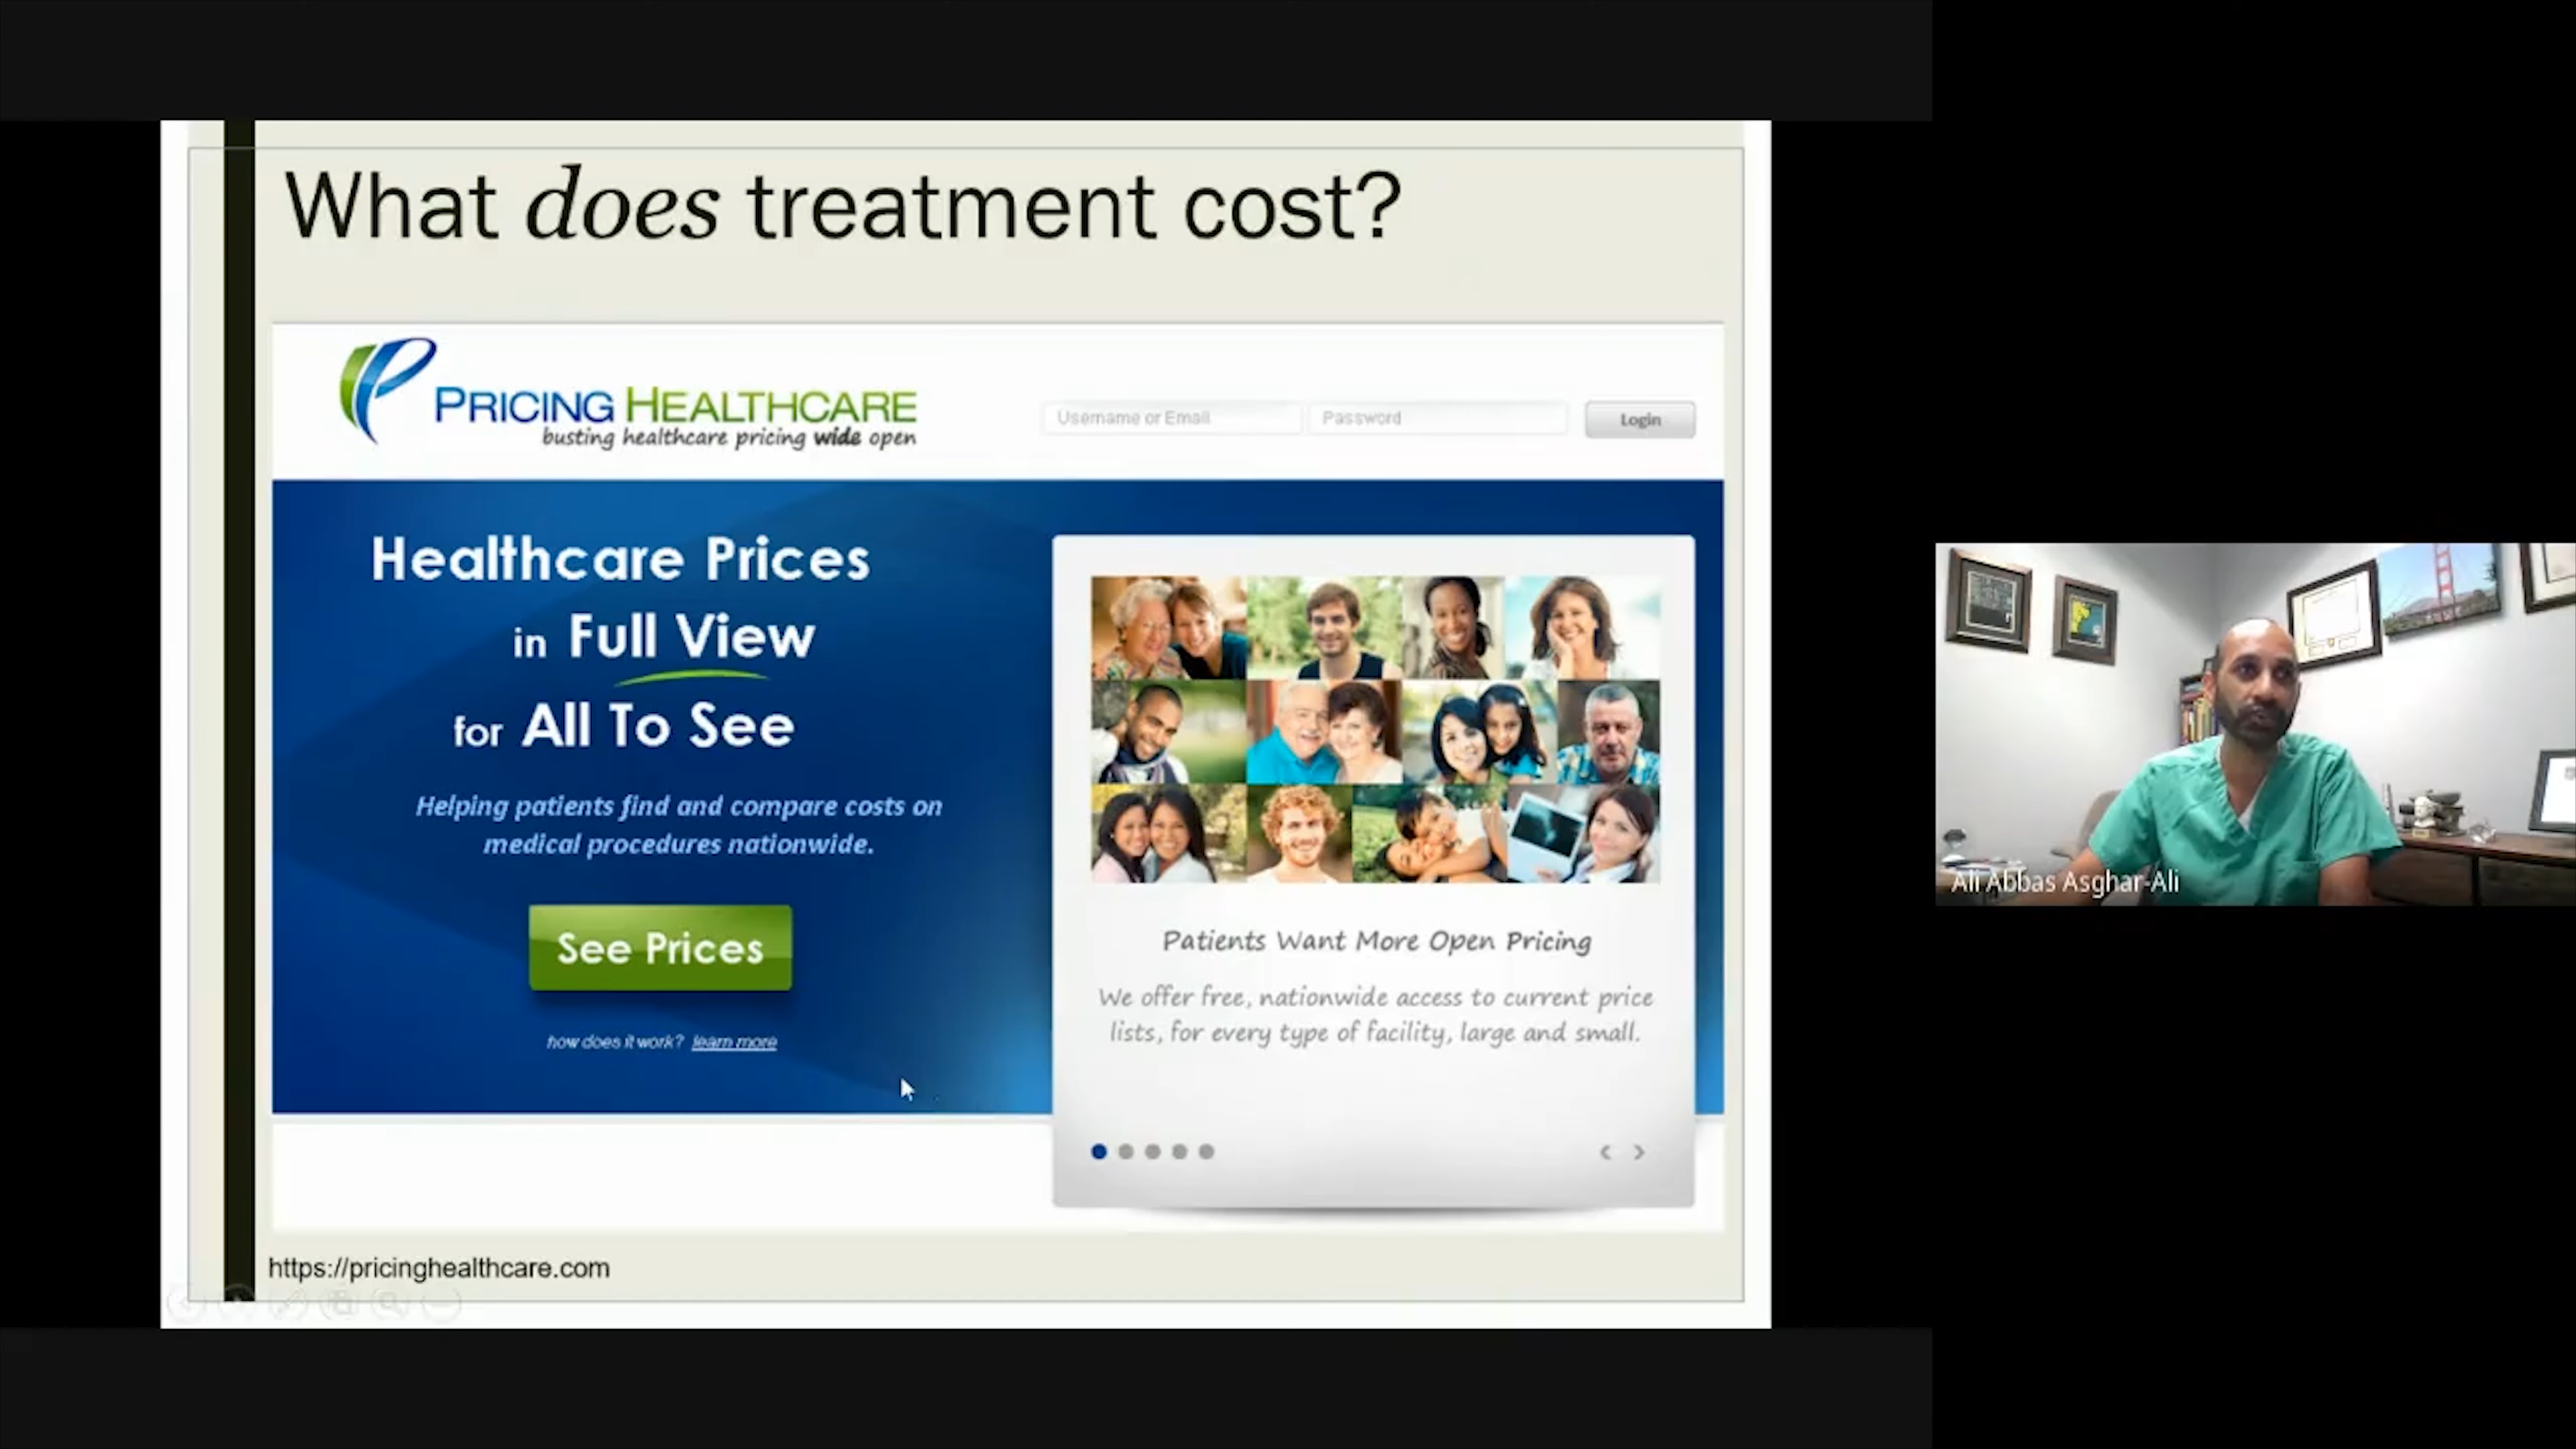 What does treatment cost?
PRICING HEALTHCARE
busting healthcare pricing wide open
Username or Email
Password
Login
Healthcare Prices
in Full View
for All To See
Helping patients find and compare costs on
medical procedures nationwide.
See Prices
how does it work? learn more
Patients Want More Open Pricing
We offer free, nationwide access to current price
lists, for every type of facility, large and small.
https://pricinghealthcare.com
Ali Abbas Asghar-Ali